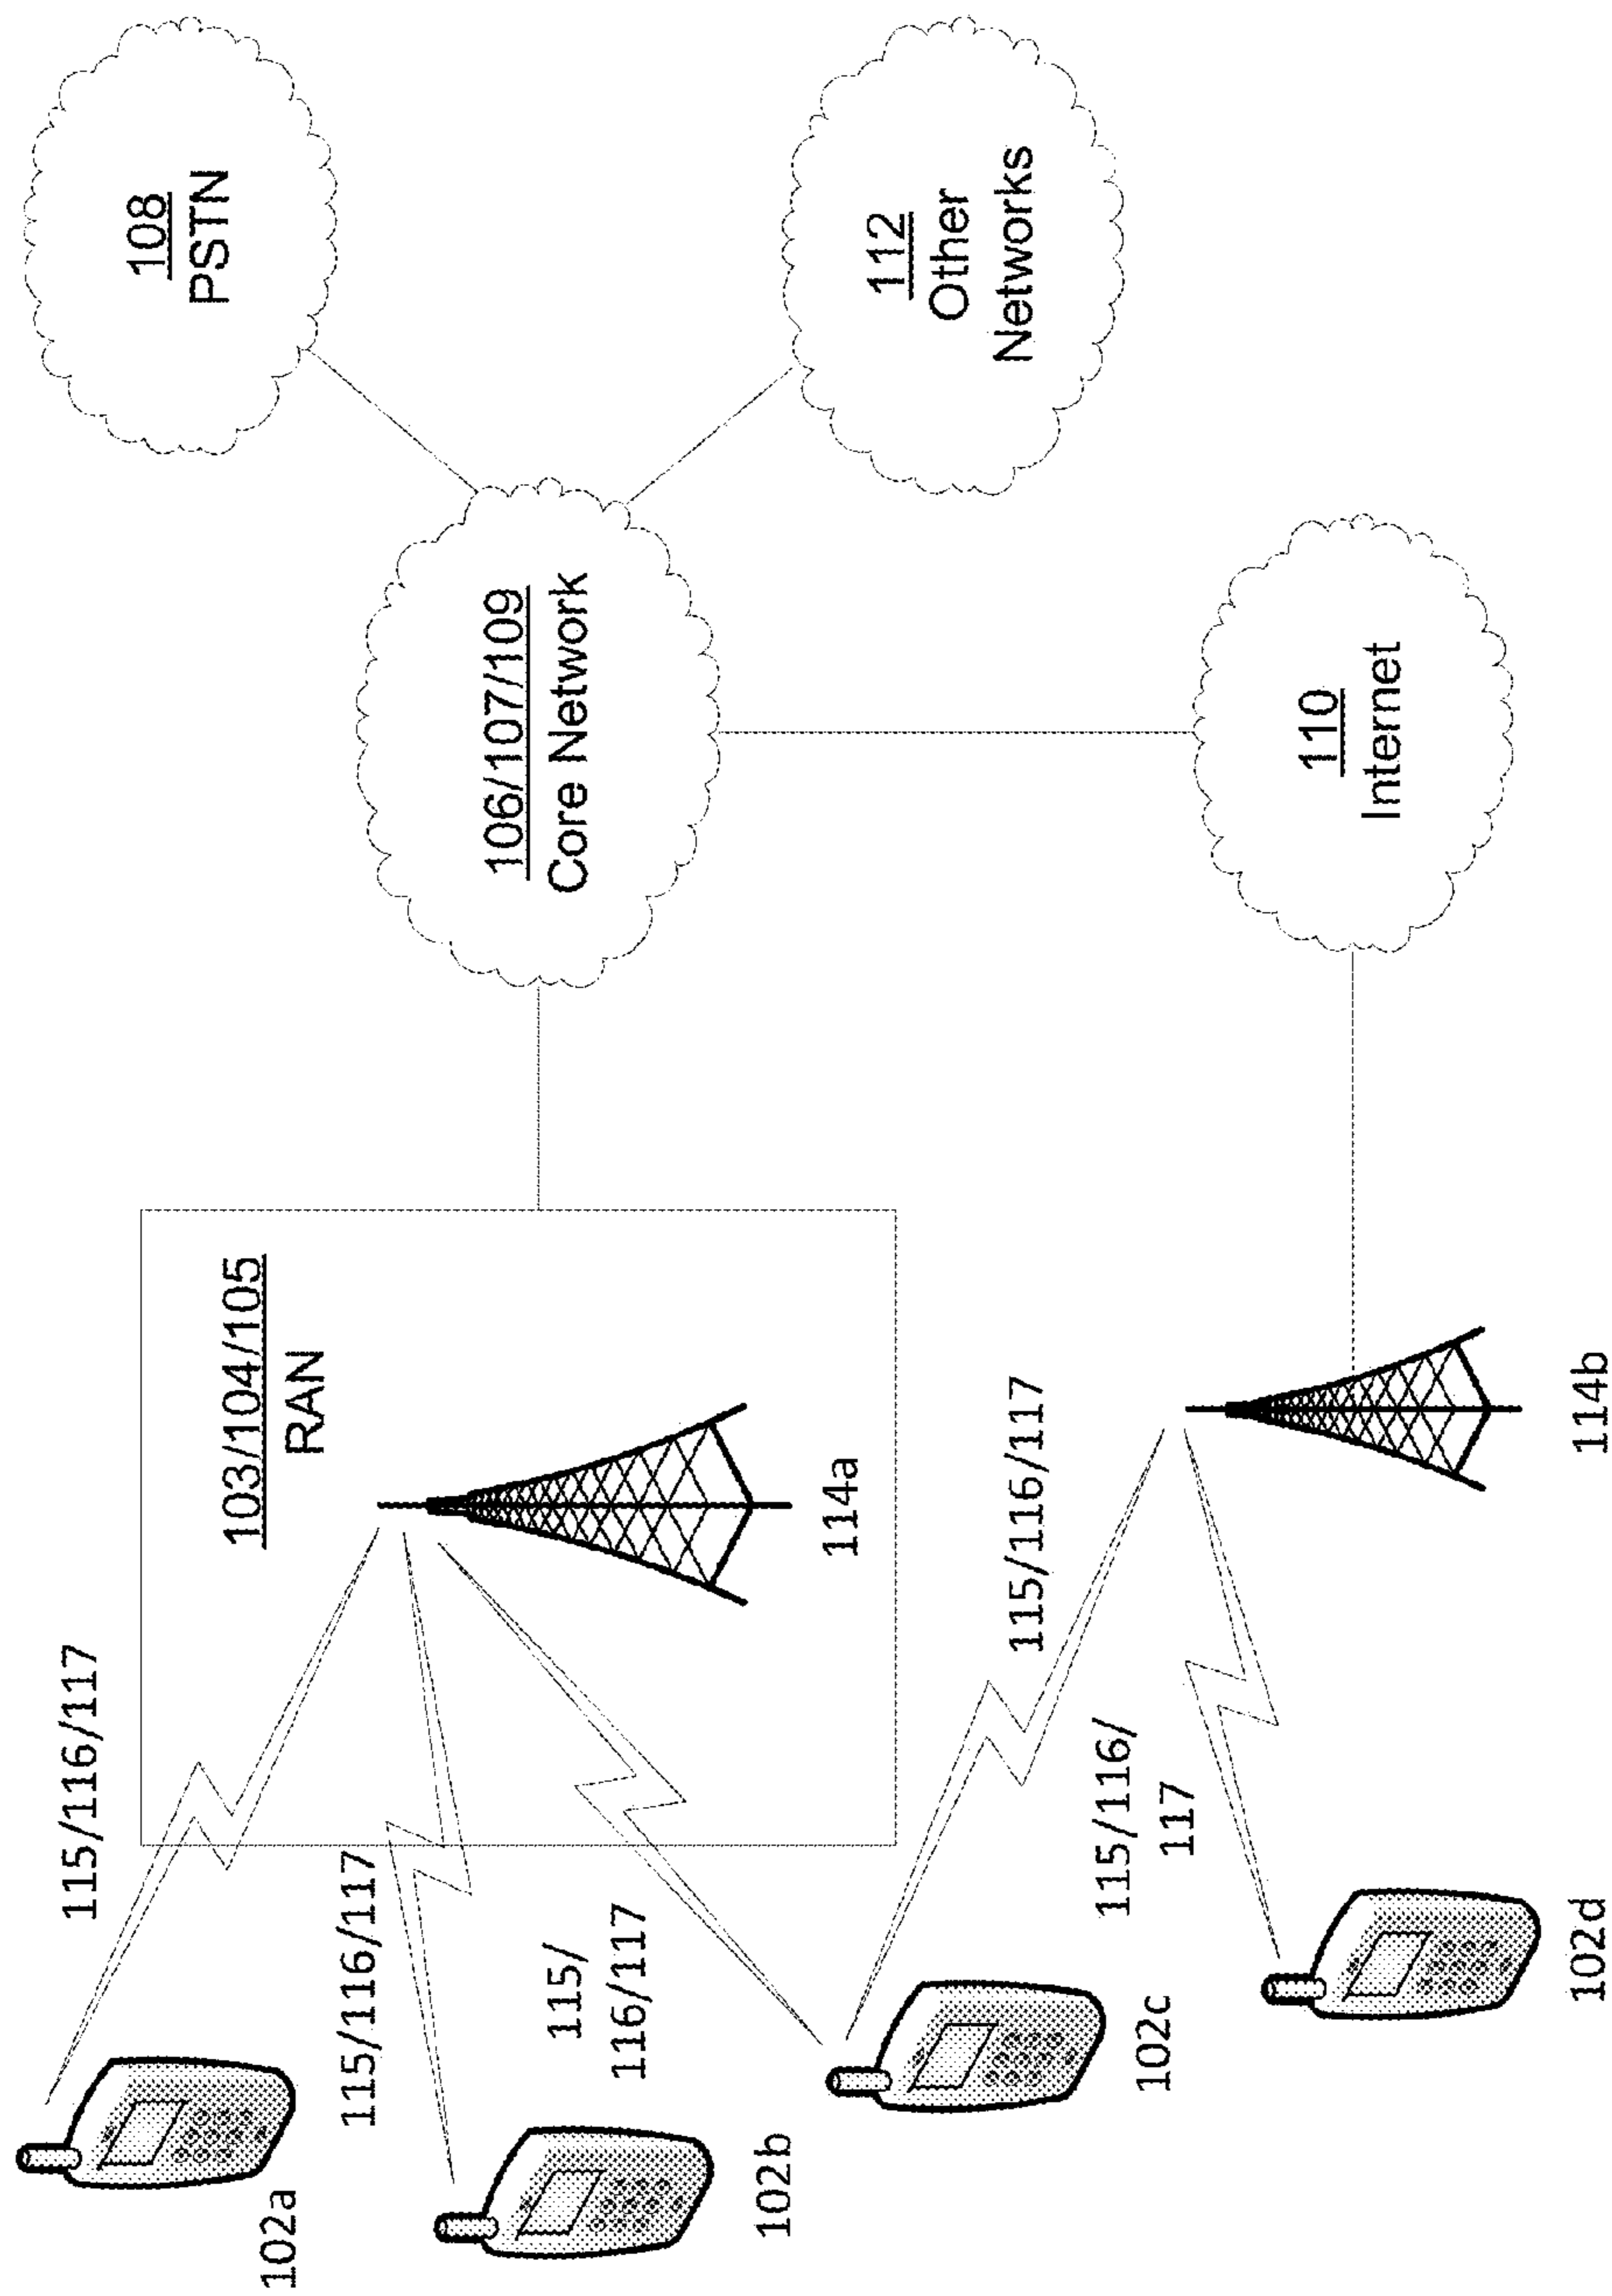 115/116/117
103/104/105
RAN
108
PSTN
102a
106/107/109
Core Network
115/116/117
102b
115/
116/117
114a
112
Other
Networks
115/116/117
102c
115/116/
117
110
Internet
102d
114b